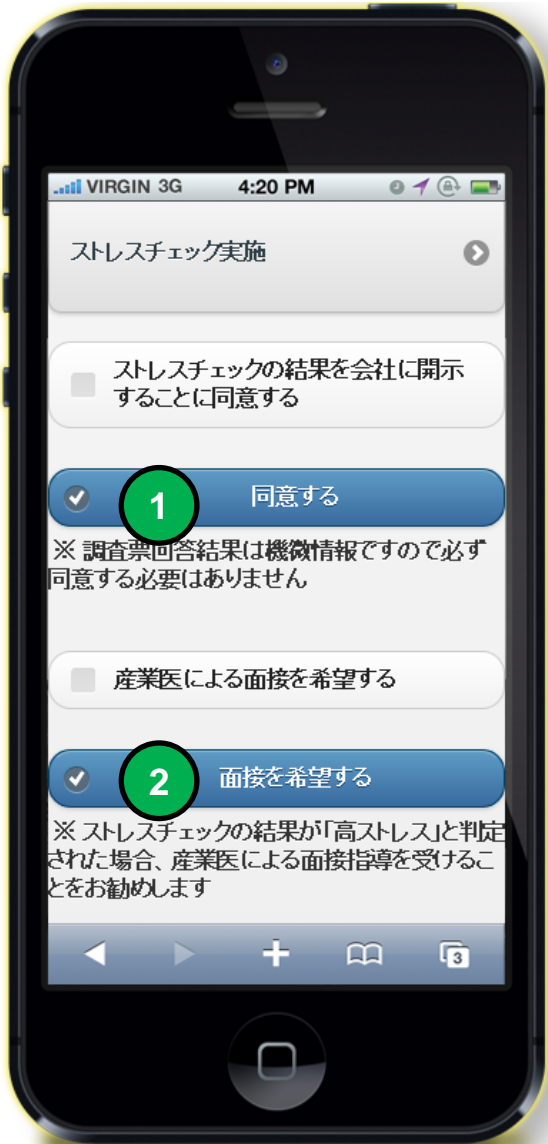 VIRGIN 3G 4:20 PM
ストレスチェック実施
ストレスチェックの結果を会社に開示
することに同意する
1 同意する
※ 調査票回答結果は機微情報ですので必ず
同意する必要はありません
産業医による面接を希望する
2 面接を希望する
※ ストレスチェックの結果が「高ストレス」と判定
された場合、産業医による面接指導を受けるこ
とをお勧めします
3